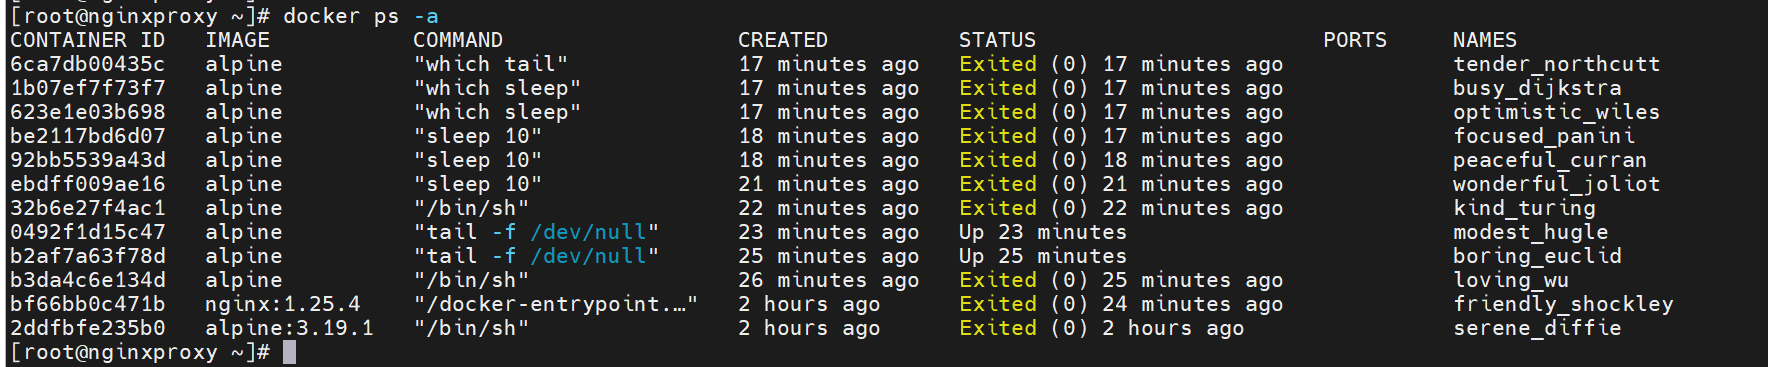 [root@nginxproxy ~]# docker ps -a
CONTAINER ID   IMAGE           COMMAND                  CREATED          STATUS                      PORTS     NAMES
6ca7db00435c   alpine          "which tail"             17 minutes ago   Exited (0) 17 minutes ago             tender_northcutt
1b07ef7f73f7   alpine          "which sleep"            17 minutes ago   Exited (0) 17 minutes ago             busy_dijkstra
623e1e03b698   alpine          "which sleep"            17 minutes ago   Exited (0) 17 minutes ago             optimistic_wiles
be2117bd6d07   alpine          "sleep 10"               18 minutes ago   Exited (0) 17 minutes ago             focused_panini
92bb5539a43d   alpine          "sleep 10"               18 minutes ago   Exited (0) 18 minutes ago             peaceful_curran
ebdff009ae16   alpine          "sleep 10"               21 minutes ago   Exited (0) 21 minutes ago             wonderful_joliot
32b6e27f4ac1   alpine          "/bin/sh"                22 minutes ago   Exited (0) 22 minutes ago             kind_turing
0492f1d15c47   alpine          "tail -f /dev/null"      23 minutes ago   Up 23 minutes                         modest_hugle
b2af7a63f78d   alpine          "tail -f /dev/null"      25 minutes ago   Up 25 minutes                         boring_euclid
b3da4c6e134d   alpine          "/bin/sh"                26 minutes ago   Exited (0) 25 minutes ago             loving_wu
bf66bb0c471b   nginx:1.25.4    "/docker-entrypoint.…"   2 hours ago      Exited (0) 24 minutes ago             friendly_shockley
2ddfbfe235b0   alpine:3.19.1   "/bin/sh"                2 hours ago      Exited (0) 2 hours ago                serene_diffie
[root@nginxproxy ~]#